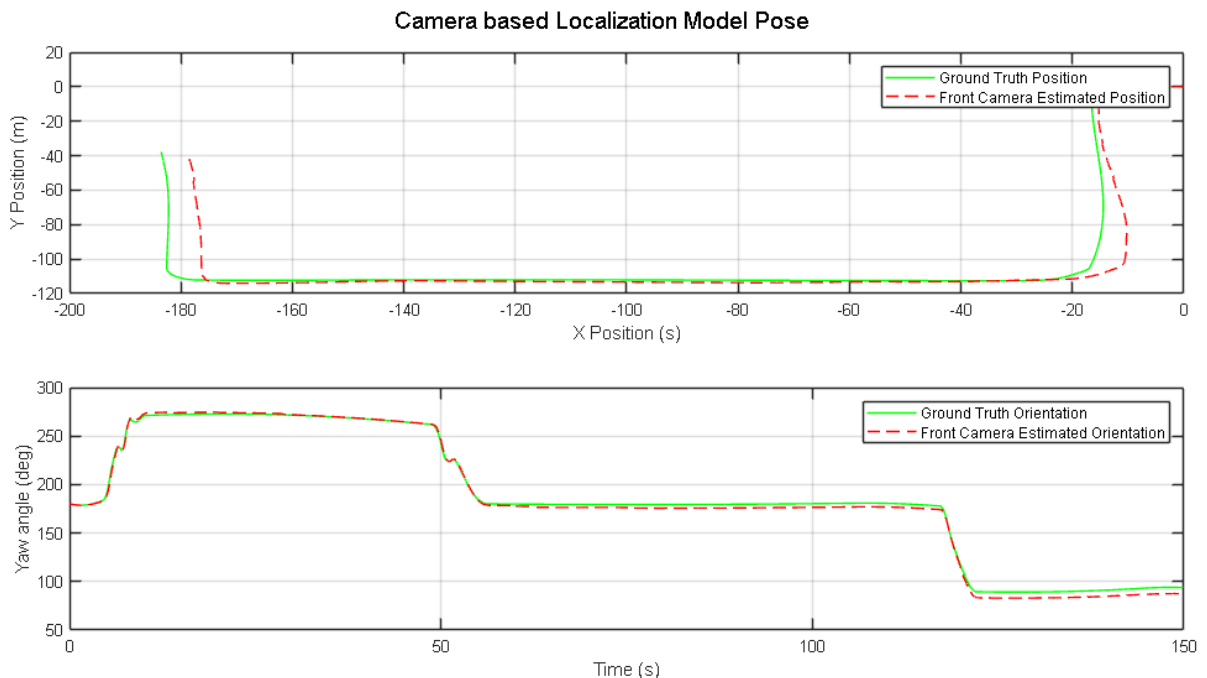 Camera based Localization Model Pose
20
0
-20
-40
-60
-80
-100
-120
Y Position (m)
Ground Truth Position
Front Camera Estimated Position
-200 -180 -160 -140 -120 -100 -80 -60 -40 -20 0
X Position (s)
300
250
200
150
100
50
Yaw angle (deg)
Ground Truth Orientation
Front Camera Estimated Orientation
0 50 100 150
Time (s)